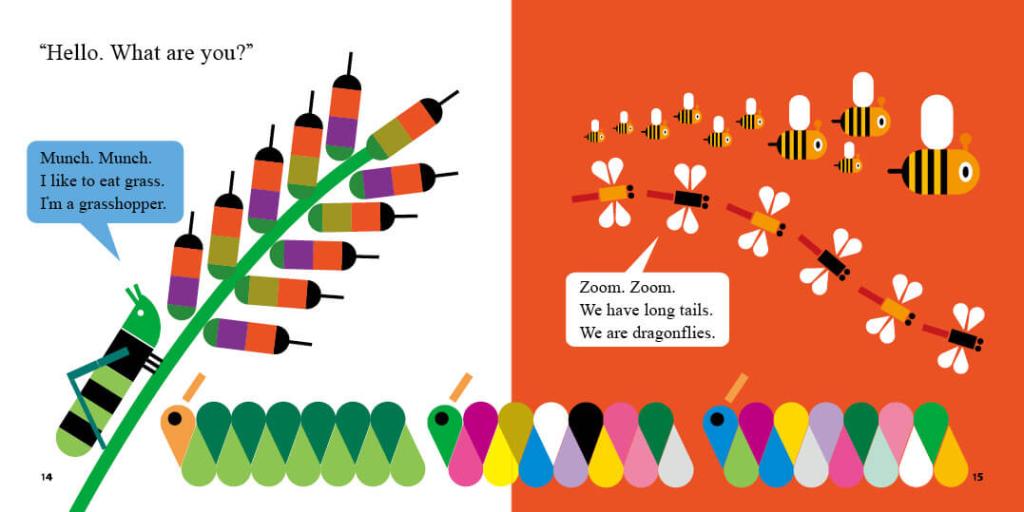 “Hello. What are you?”
Munch. Munch.
I like to eat grass.
I'm a grasshopper.
14
Zoom. Zoom.
We have long tails.
We are dragonflies.
15